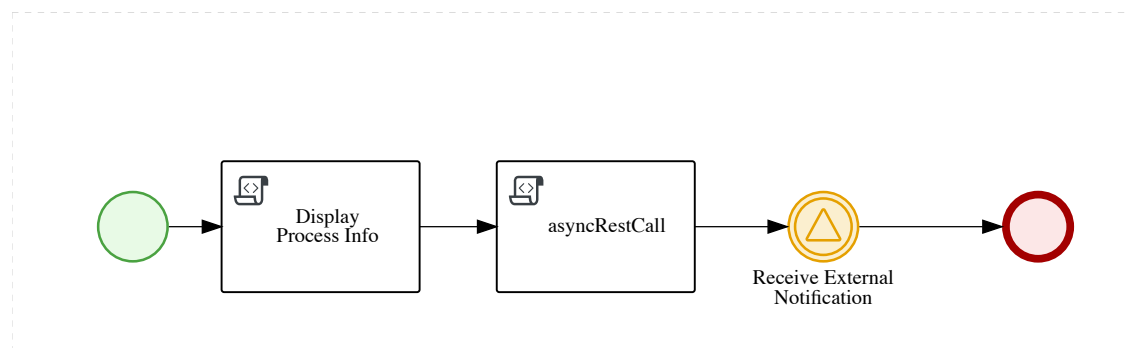 Display
Process Info
asyncRestCall
Receive External
Notification